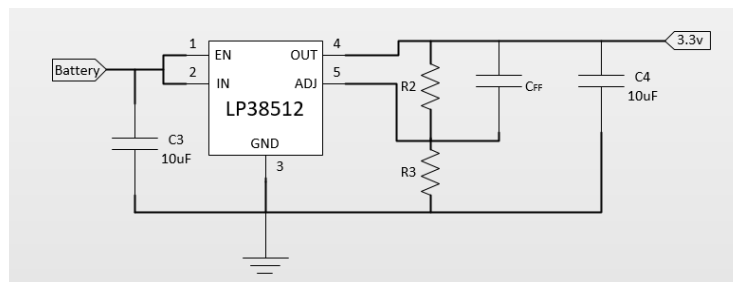 Battery
1
EN
2
IN
OUT
4
ADJ
5
LP38512
GND
3
C3
10uF
R2
R3
CFF
C4
10uF
3.3v